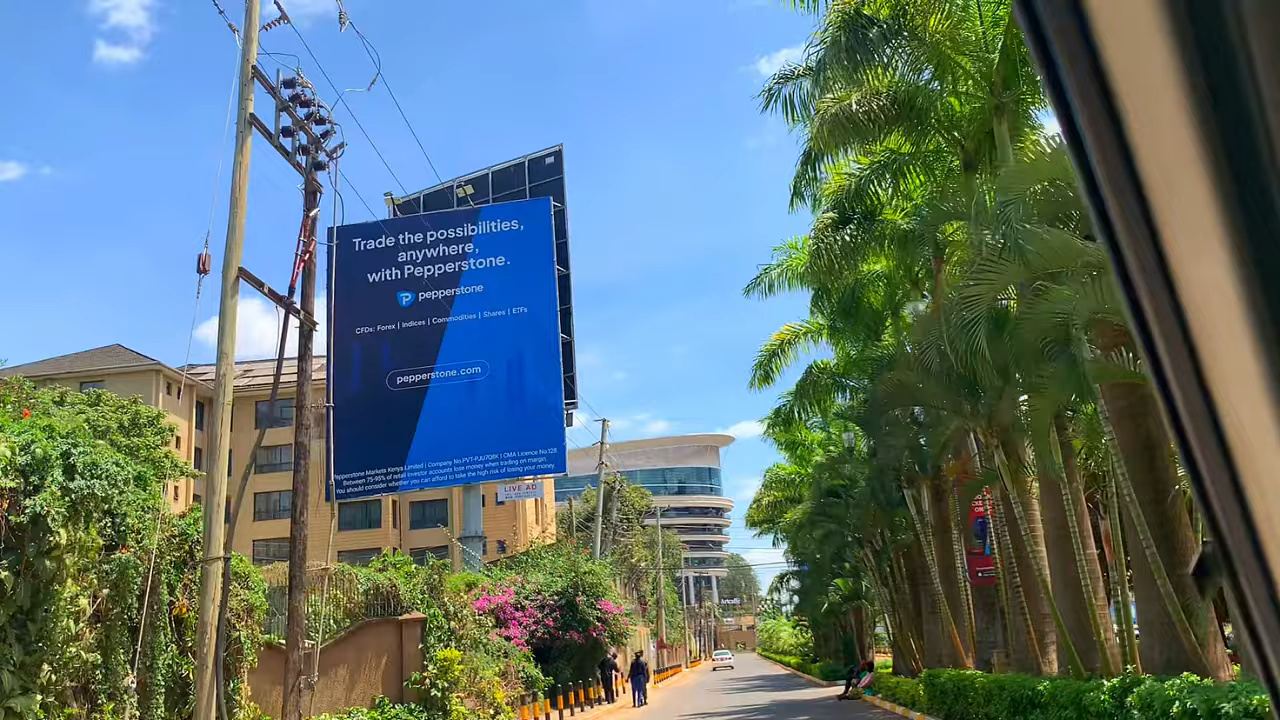 Trade the possibilities,
anywhere,
with Pepperstone.
pepperstone
CFDs: Forex | Indices | Commodities | Shares | ETFs
pepperstone.com
Pepperstone Markets Kenya Limited | Company No.PVT-PJU7Q8K | CMA Licence No.128
Between 75-95% of retail investor accounts lose money when trading on margin.
You should consider whether you can afford to take the high risk of losing your money.
LIVE AD
Artcaffe